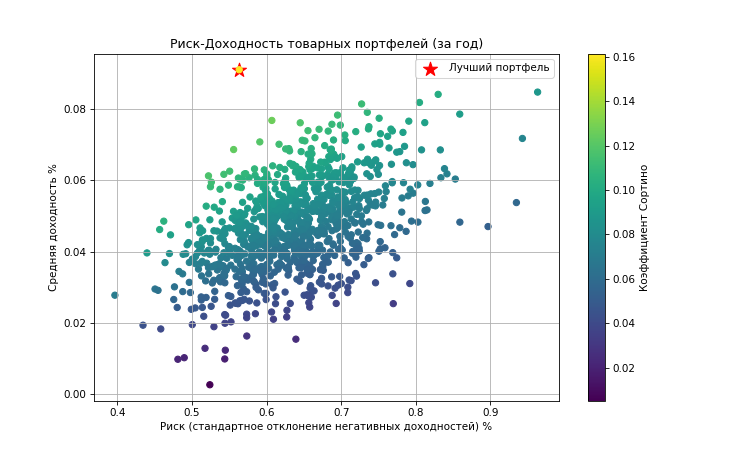 Риск-Доходность товарных портфелей (за год)
Лучший портфель
Средняя доходность %
0.08
0.06
0.04
0.02
0.00
0.4 0.5 0.6 0.7 0.8 0.9
Риск (стандартное отклонение негативных доходностей) %
0.16
0.14
0.12
0.10
0.08
0.06
0.04
0.02
Коэффициент Сортино